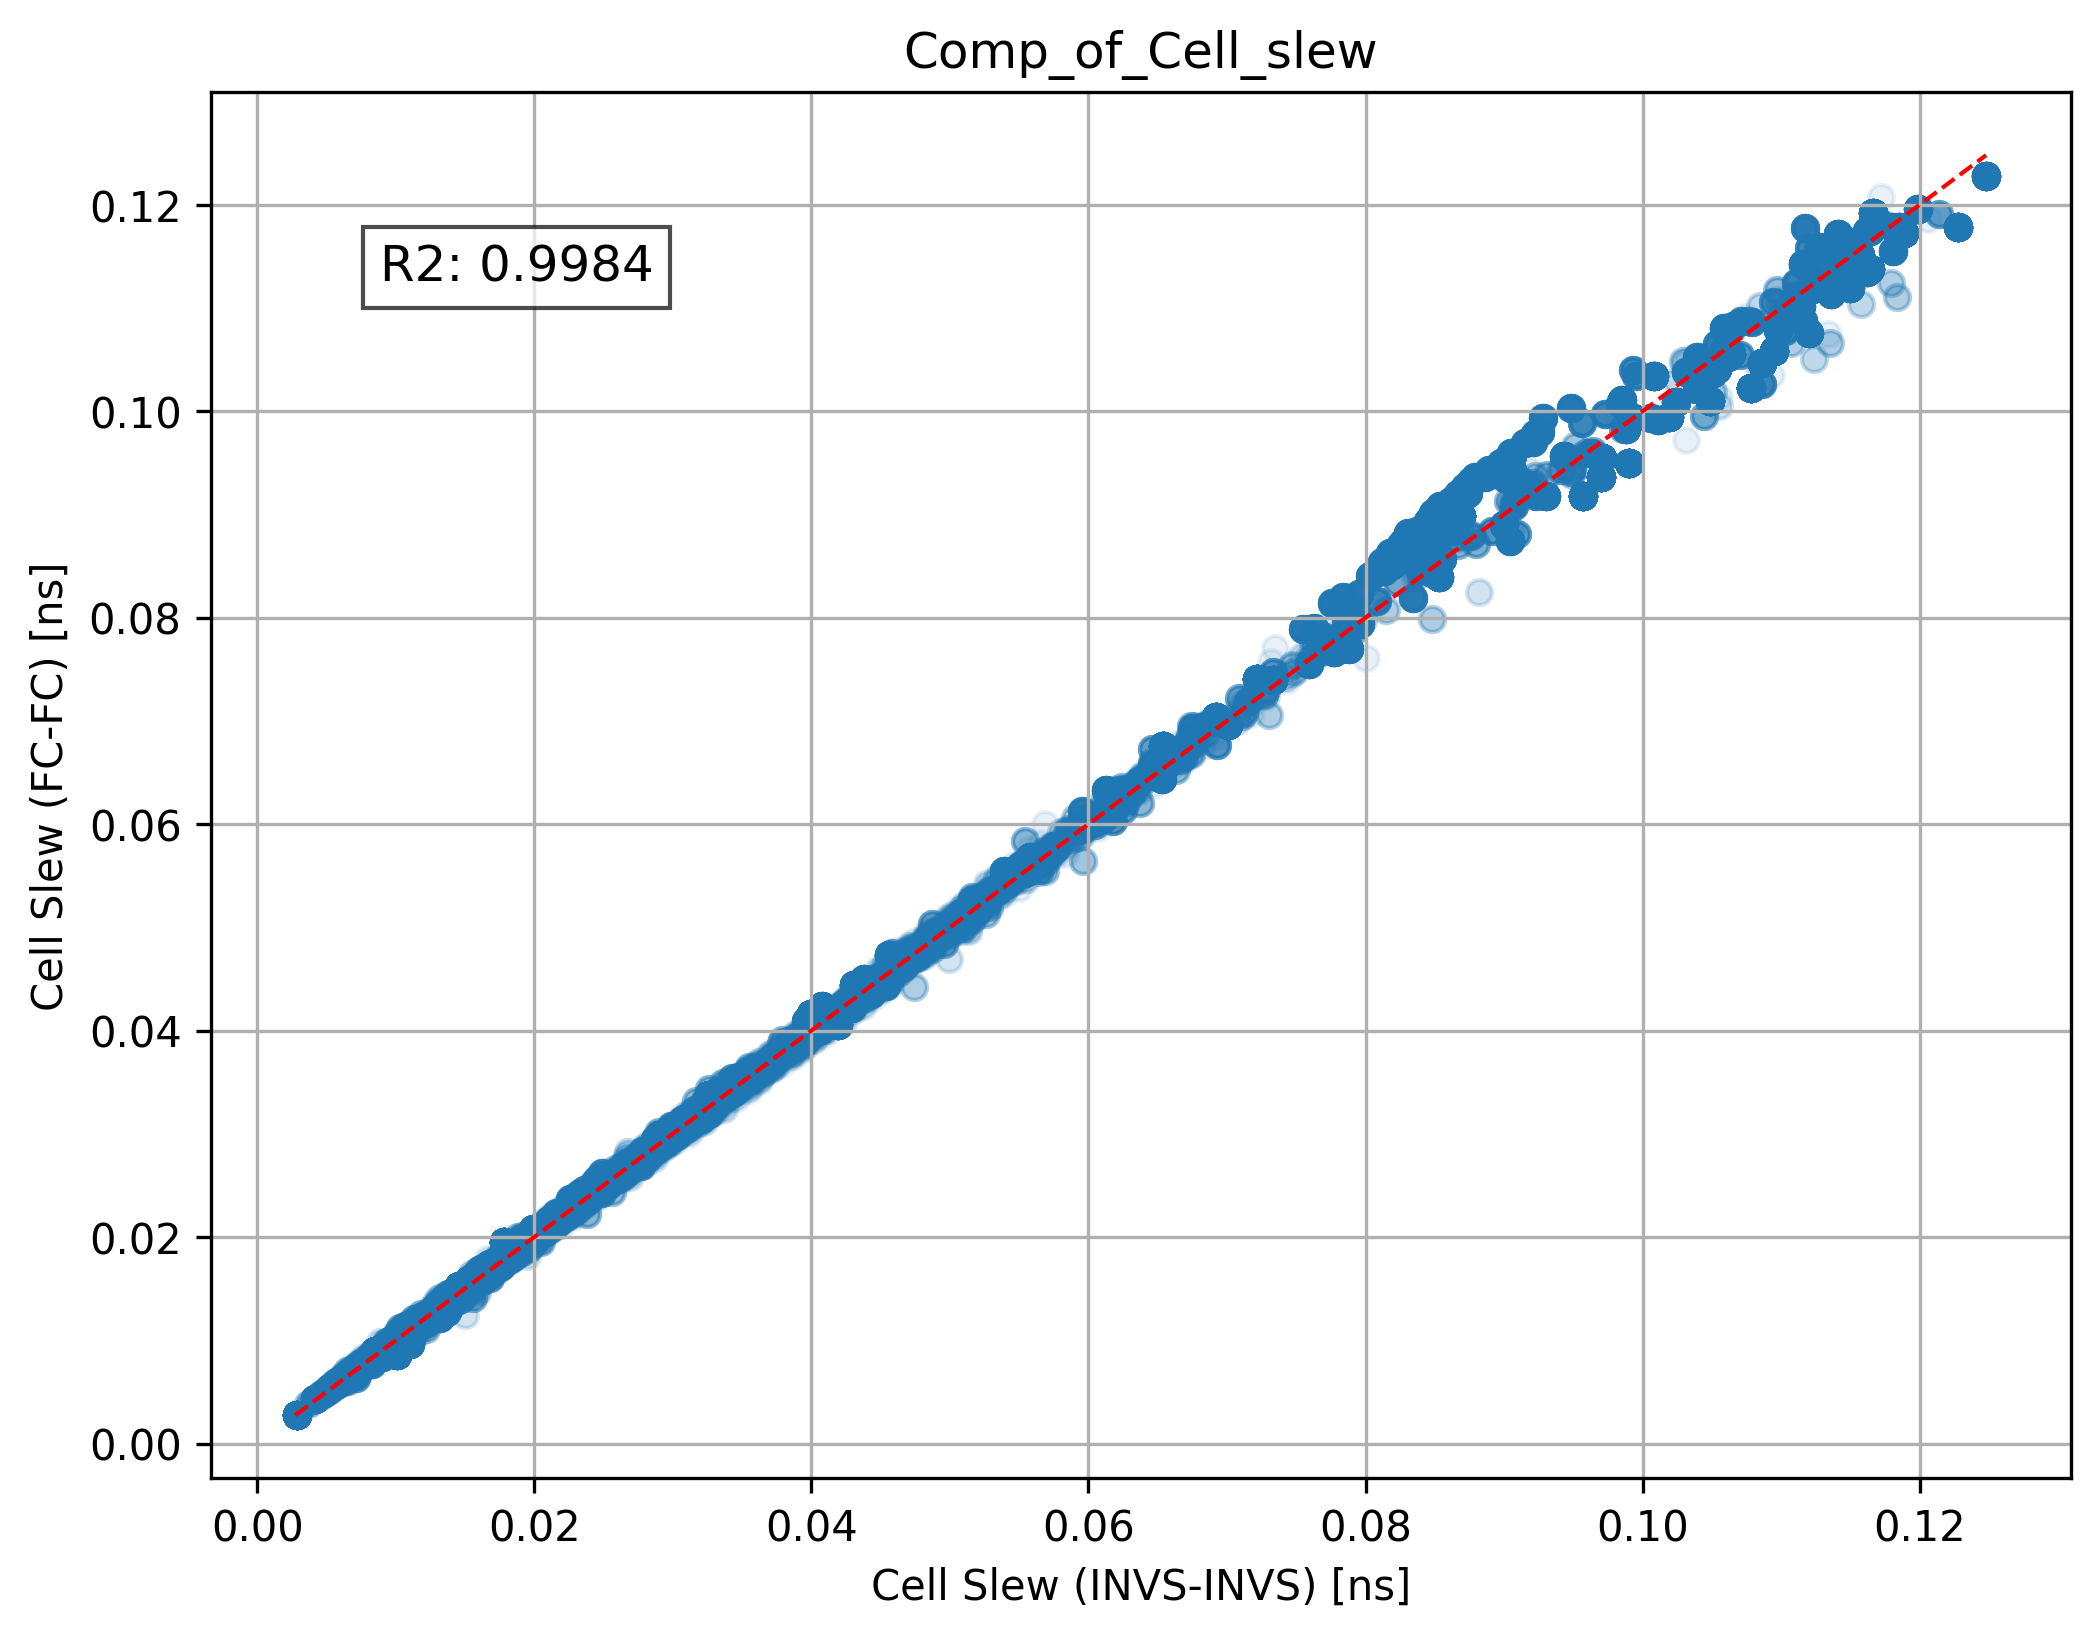 Comp_of_Cell_slew
R2: 0.9984
Cell Slew (FC-FC) [ns]
0.12
0.10
0.08
0.06
0.04
0.02
0.00
0.00 0.02 0.04 0.06 0.08 0.10 0.12
Cell Slew (INVS-INVS) [ns]